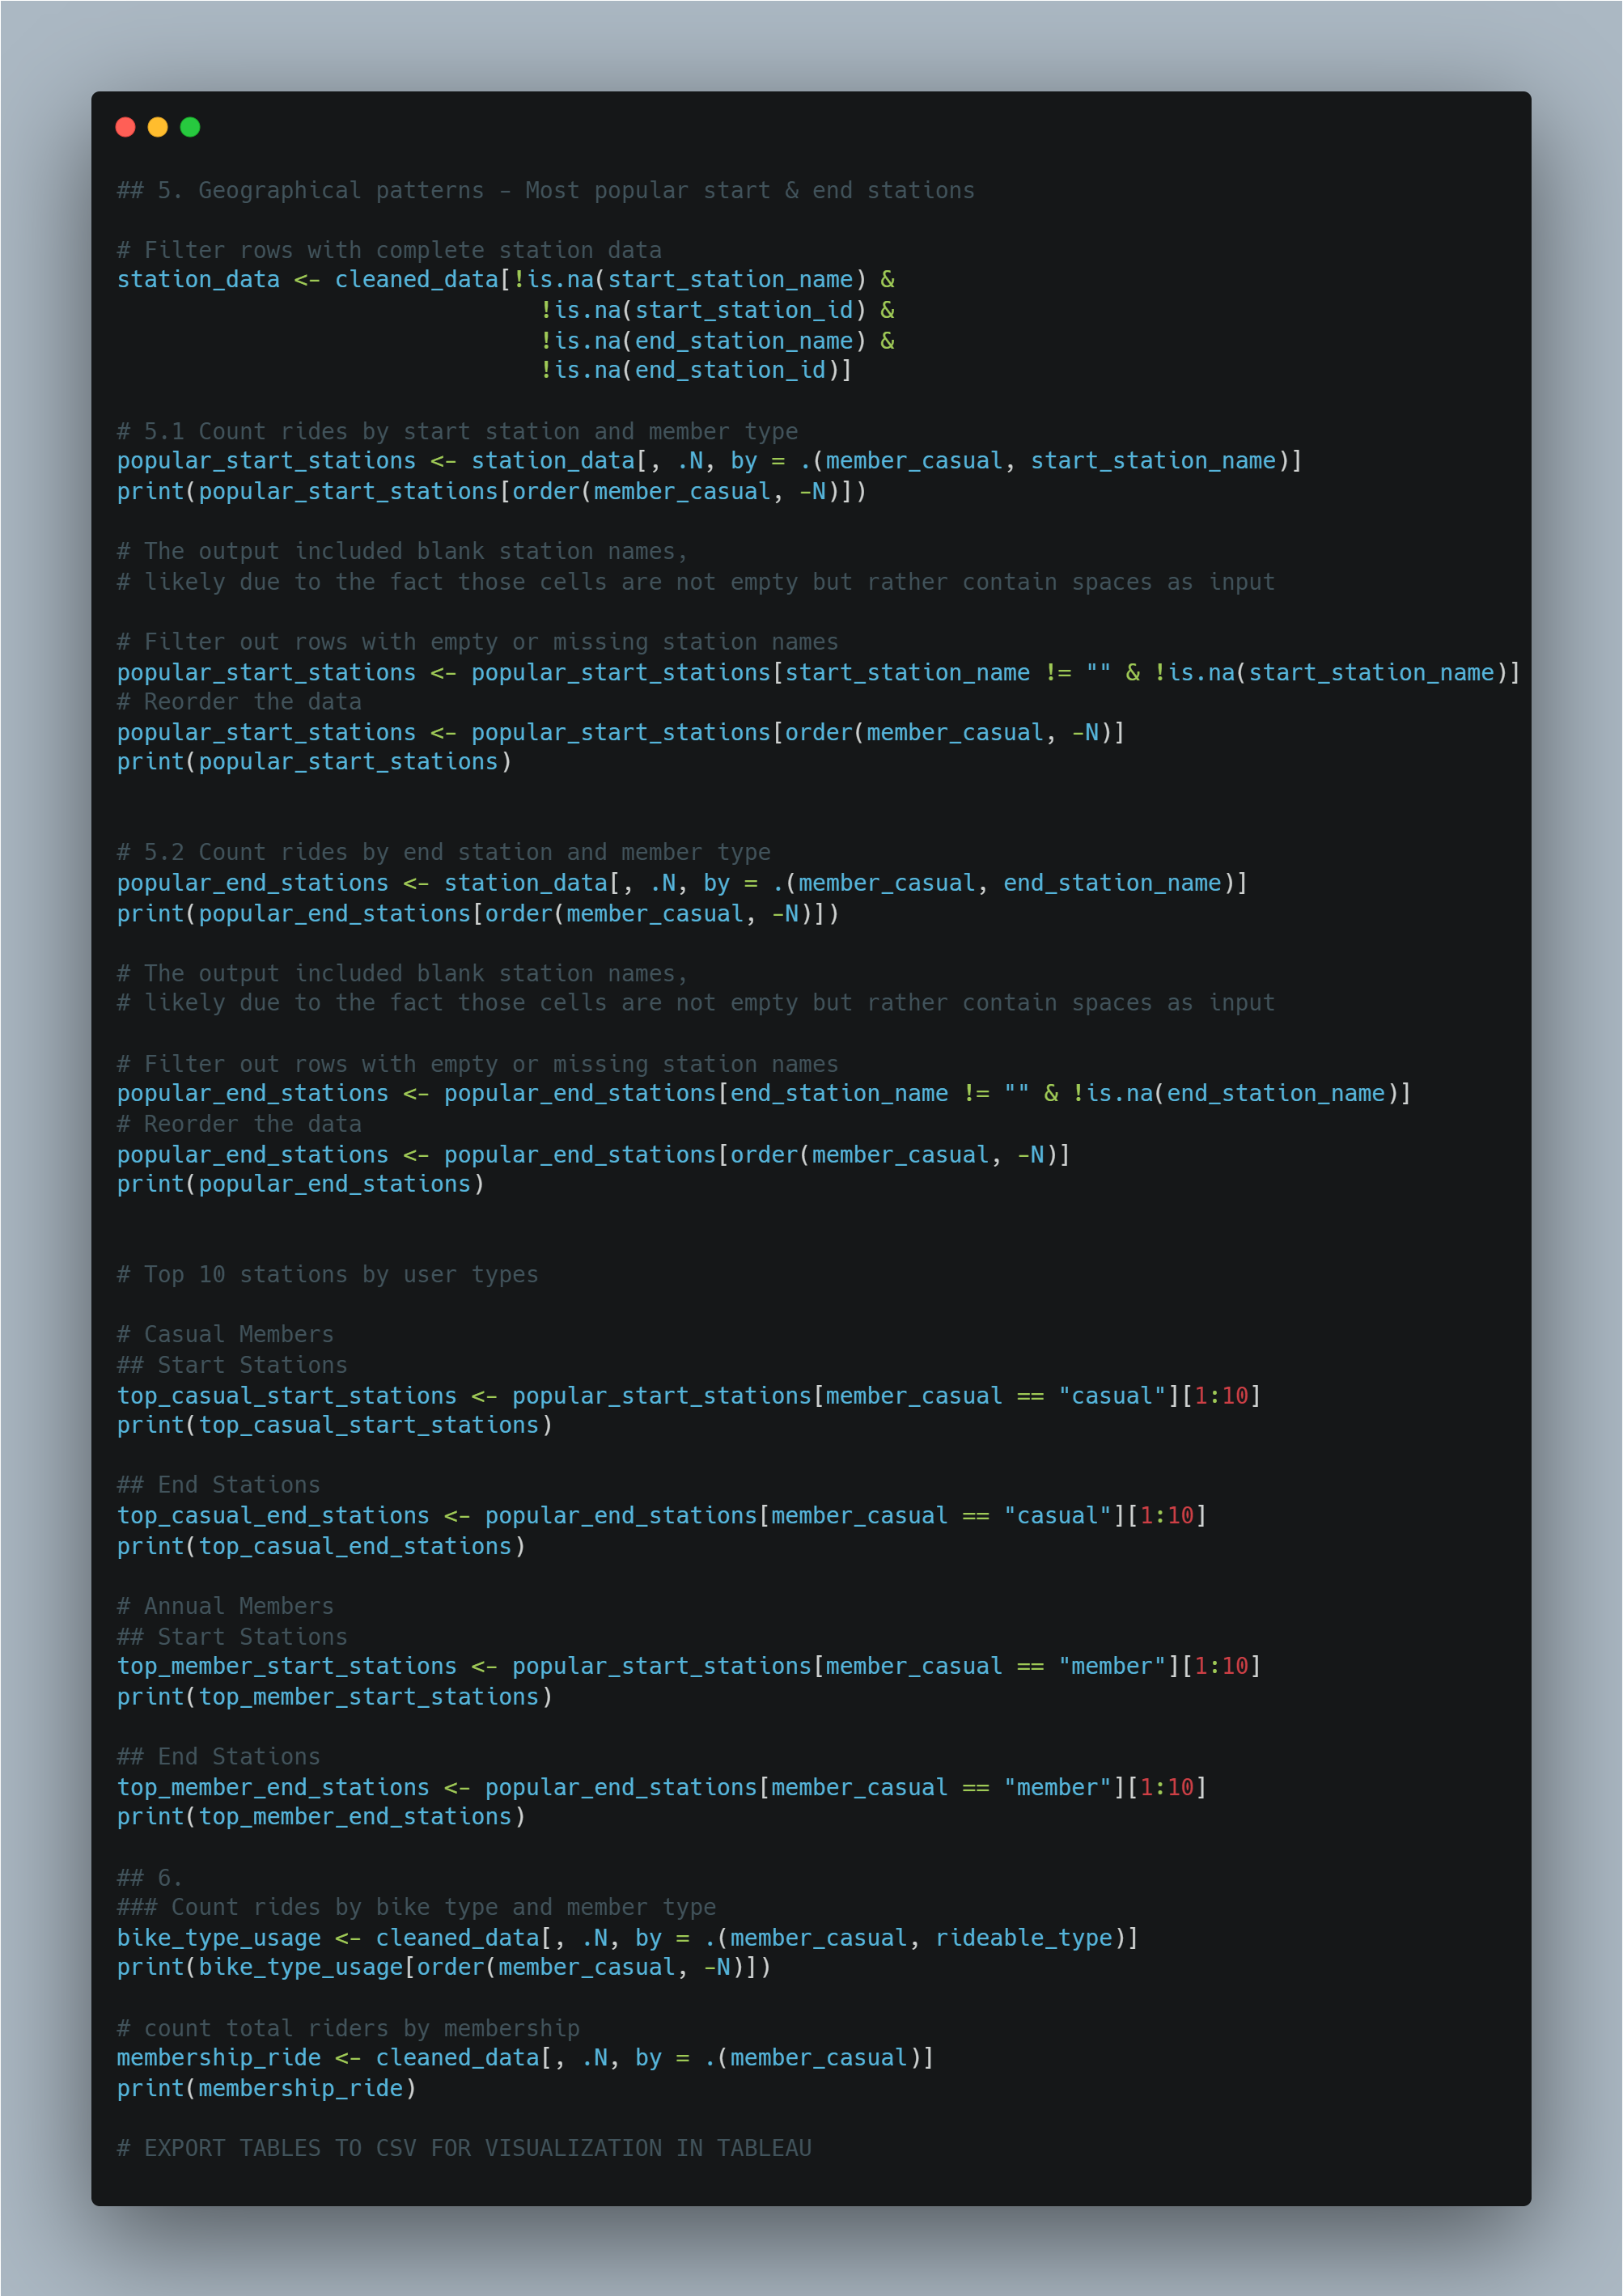 ## 5. Geographical patterns - Most popular start & end stations
# Filter rows with complete station data
station_data <- cleaned_data[!is.na(start_station_name) &
!is.na(start_station_id) &
!is.na(end_station_name) &
!is.na(end_station_id)]
# 5.1 Count rides by start station and member type
popular_start_stations <- station_data[, .N, by = .(member_casual, start_station_name)]
print(popular_start_stations[order(member_casual, -N)])
# The output included blank station names,
# likely due to the fact those cells are not empty but rather contain spaces as input
# Filter out rows with empty or missing station names
popular_start_stations <- popular_start_stations[start_station_name != "" & !is.na(start_station_name)]
# Reorder the data
popular_start_stations <- popular_start_stations[order(member_casual, -N)]
print(popular_start_stations)
# 5.2 Count rides by end station and member type
popular_end_stations <- station_data[, .N, by = .(member_casual, end_station_name)]
print(popular_end_stations[order(member_casual, -N)])
# The output included blank station names,
# likely due to the fact those cells are not empty but rather contain spaces as input
# Filter out rows with empty or missing station names
popular_end_stations <- popular_end_stations[end_station_name != "" & !is.na(end_station_name)]
# Reorder the data
popular_end_stations <- popular_end_stations[order(member_casual, -N)]
print(popular_end_stations)
# Top 10 stations by user types
# Casual Members
## Start Stations
top_casual_start_stations <- popular_start_stations[member_casual == "casual"][1:10]
print(top_casual_start_stations)
## End Stations
top_casual_end_stations <- popular_end_stations[member_casual == "casual"][1:10]
print(top_casual_end_stations)
# Annual Members
## Start Stations
top_member_start_stations <- popular_start_stations[member_casual == "member"][1:10]
print(top_member_start_stations)
## End Stations
top_member_end_stations <- popular_end_stations[member_casual == "member"][1:10]
print(top_member_end_stations)
## 6.
### Count rides by bike type and member type
bike_type_usage <- cleaned_data[, .N, by = .(member_casual, rideable_type)]
print(bike_type_usage[order(member_casual, -N)])
# count total riders by membership
membership_ride <- cleaned_data[, .N, by = .(member_casual)]
print(membership_ride)
# EXPORT TABLES TO CSV FOR VISUALIZATION IN TABLEAU